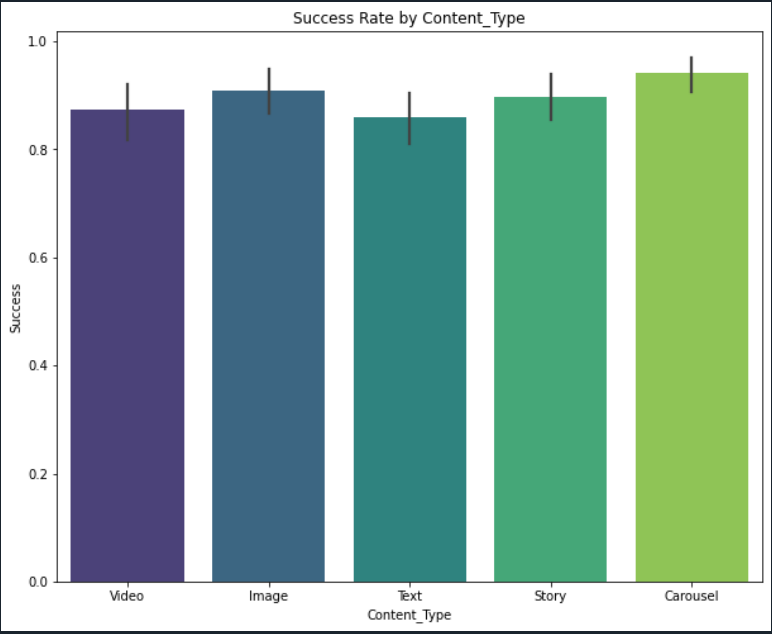 Success Rate by Content_Type
1.0
0.8
0.6
0.4
0.2
0.0
Success
Video Image Text Story Carousel
Content_Type